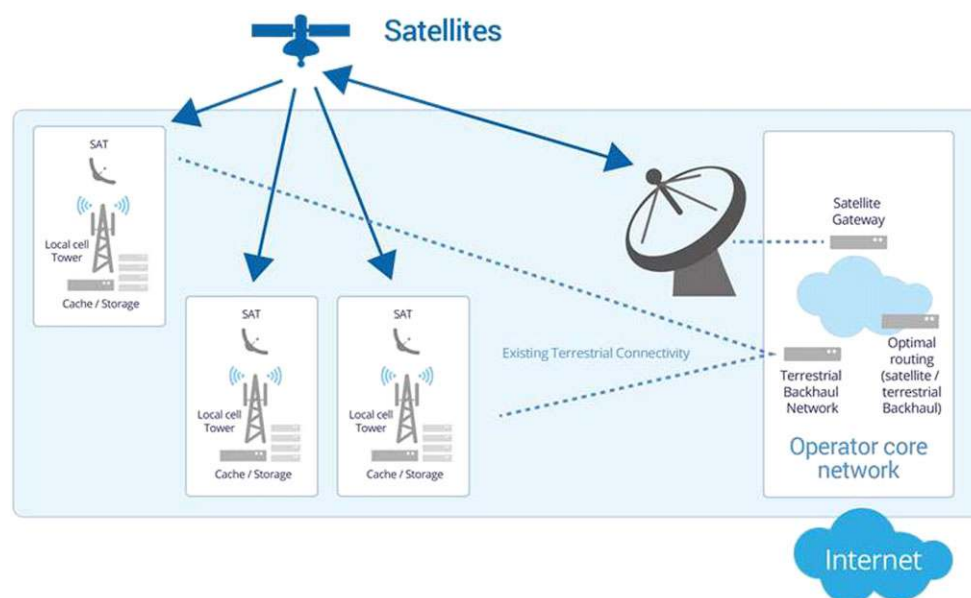 Satellites
SAT
Local cell
Tower
Cache / Storage
SAT
Local cell
Tower
Cache / Storage
SAT
Local cell
Tower
Cache / Storage
Existing Terrestrial Connectivity
Satellite
Gateway
Terrestrial
Backhaul
Network
Optimal
routing
(satellite /
terrestrial
Backhaul)
Operator core
network
Internet